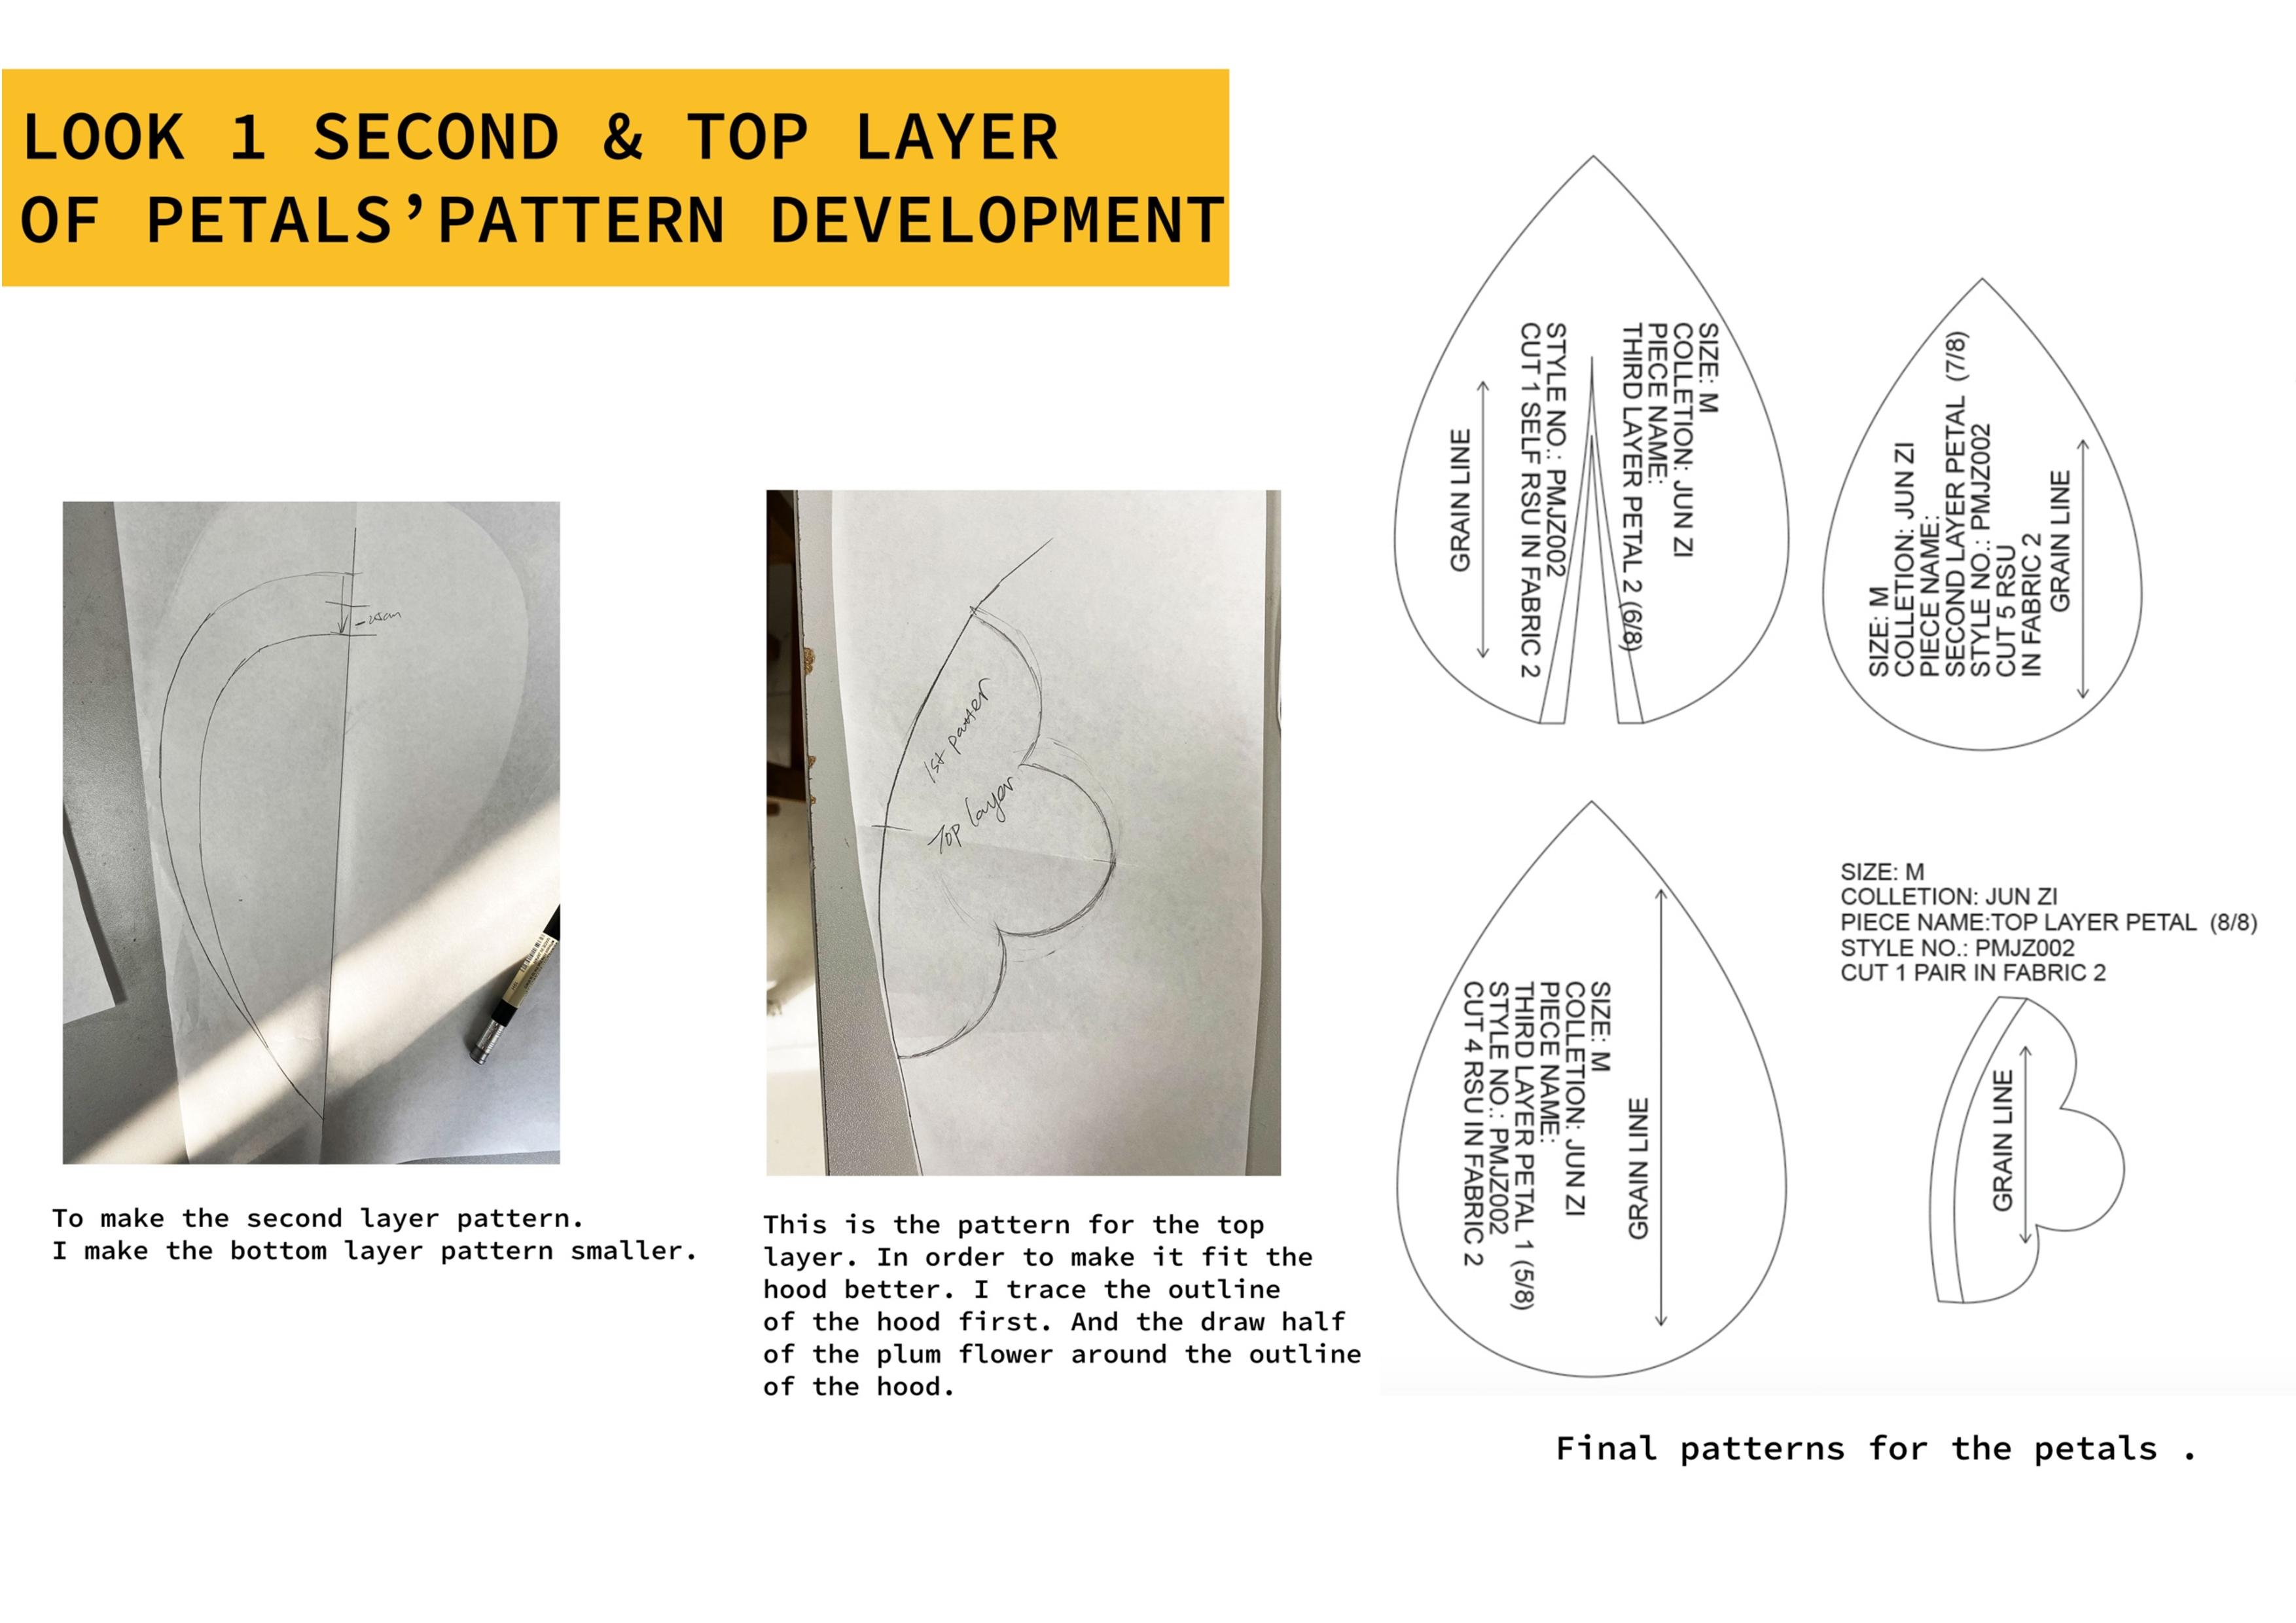 LOOK 1 SECOND & TOP LAYER
OF PETALS’PATTERN DEVELOPMENT
1st patter
Top layer
To make the second layer pattern.
I make the bottom layer pattern smaller.
This is the pattern for the top
layer. In order to make it fit the
hood better. I trace the outline
of the hood first. And the draw half
of the plum flower around the outline
of the hood.
SIZE: M
COLLETION: JUN ZI
PIECE NAME:
THIRD LAYER PETAL 2 (6/8)
STYLE NO.: PMJZ002
CUT 1 SELF RSU IN FABRIC 2
GRAIN LINE
SIZE: M
COLLETION: JUN ZI
PIECE NAME:
SECOND LAYER PETAL (7/8)
STYLE NO.: PMJZ002
CUT 5 RSU
IN FABRIC 2
GRAIN LINE
SIZE: M
COLLETION: JUN ZI
PIECE NAME:
THIRD LAYER PETAL 1 (5/8)
STYLE NO.: PMJZ002
CUT 4 RSU IN FABRIC 2
GRAIN LINE
SIZE: M
COLLETION: JUN ZI
PIECE NAME:TOP LAYER PETAL (8/8)
STYLE NO.: PMJZ002
CUT 1 PAIR IN FABRIC 2
GRAIN LINE
Final patterns for the petals .